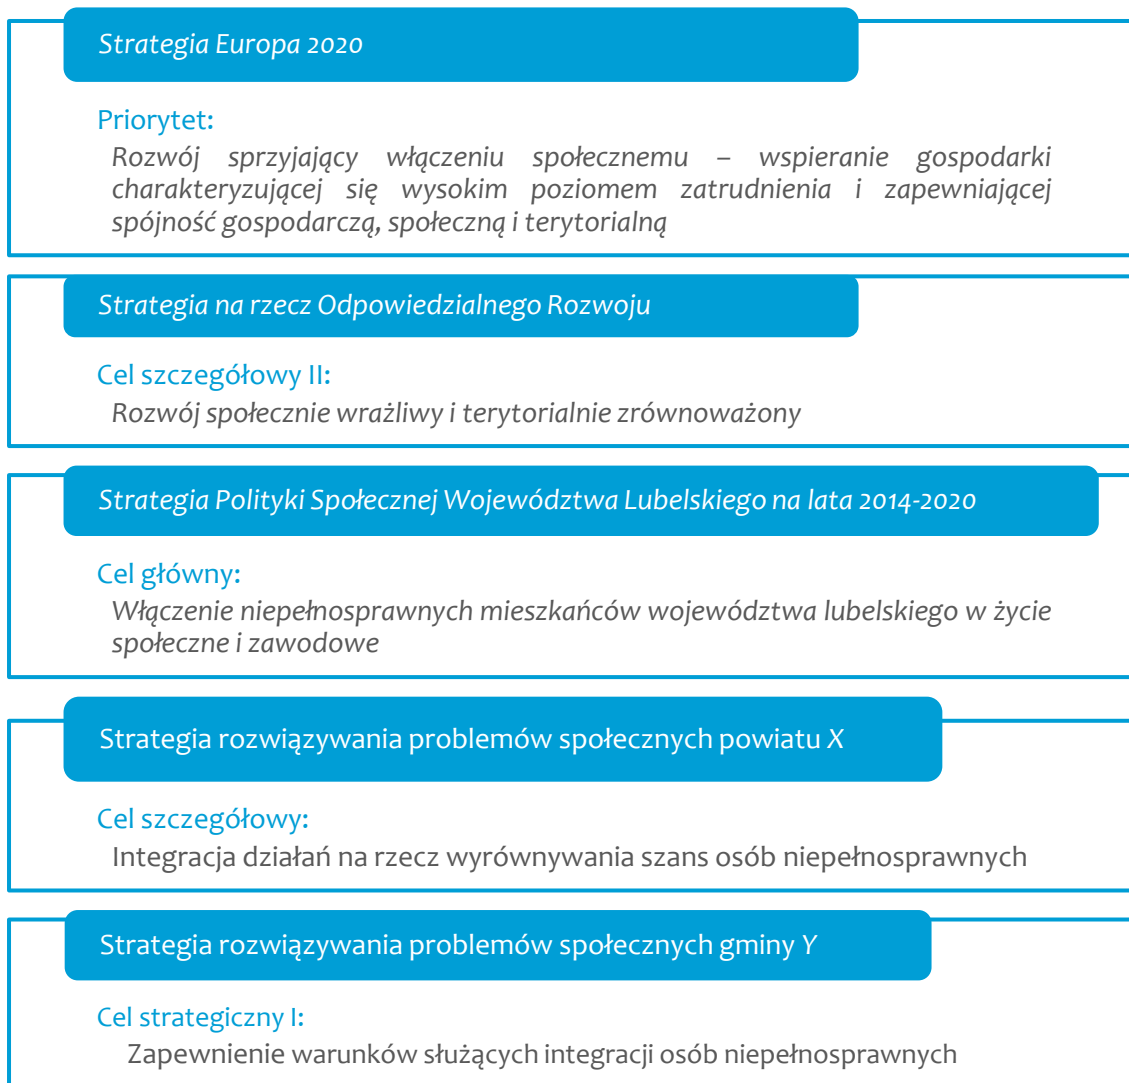 Strategia Europa 2020
Priorytet:
Rozwój sprzyjający włączeniu społecznemu – wspieranie gospodarki
charakteryzującej się wysokim poziomem zatrudnienia i zapewniającej
spójność gospodarczą, społeczną i terytorialną
Strategia na rzecz Odpowiedzialnego Rozwoju
Cel szczegółowy II:
Rozwój społecznie wrażliwy i terytorialnie zrównoważony
Strategia Polityki Społecznej Województwa Lubelskiego na lata 2014-2020
Cel główny:
Włączenie niepełnosprawnych mieszkańców województwa lubelskiego w życie
społeczne i zawodowe
Strategia rozwiązywania problemów społecznych powiatu X
Cel szczegółowy:
Integracja działań na rzecz wyrównywania szans osób niepełnosprawnych
Strategia rozwiązywania problemów społecznych gminy Y
Cel strategiczny I:
Zapewnienie warunków służących integracji osób niepełnosprawnych